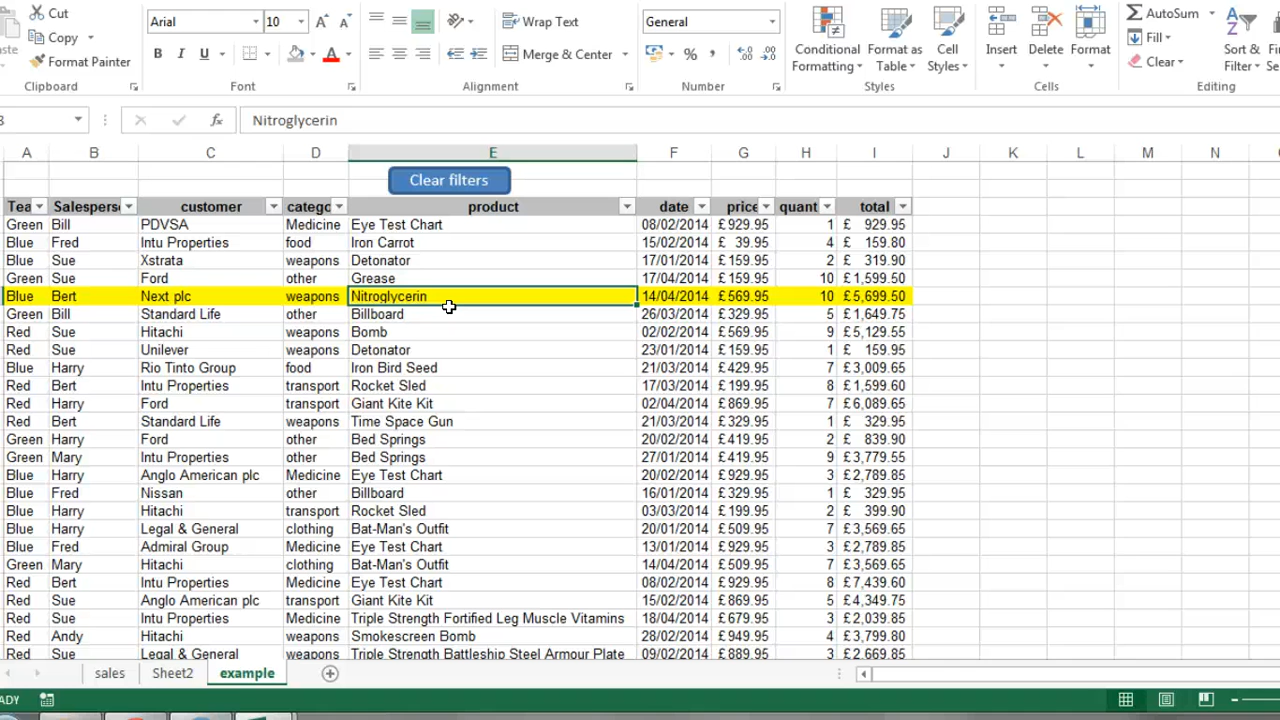 Cut
Copy
Format Painter
Clipboard
Arial 10
B I U A
Font
Wrap Text
Merge & Center
Alignment
General
% ,
Number
Conditional Formatting
Format as Table
Cell Styles
Styles
Insert
Delete
Format
Cells
AutoSum
Fill
Clear
Sort & Filter
Editing
fx Nitroglycerin
A B C D E F G H I J K L M N
Clear filters
Tea Salesperso customer catego product date price quant total
Green Bill PDVSA Medicine Eye Test Chart 08/02/2014 £ 929.95 1 £ 929.95
Blue Fred Intu Properties food Iron Carrot 15/02/2014 £ 39.95 4 £ 159.80
Blue Sue Xstrata weapons Detonator 17/01/2014 £ 159.95 2 £ 319.90
Green Sue Ford other Grease 17/04/2014 £ 159.95 10 £ 1,599.50
Blue Bert Next plc weapons Nitroglycerin 14/04/2014 £ 569.95 10 £ 5,699.50
Green Bill Standard Life other Billboard 26/03/2014 £ 329.95 5 £ 1,649.75
Red Sue Hitachi weapons Bomb 02/02/2014 £ 569.95 9 £ 5,129.55
Red Sue Unilever weapons Detonator 23/01/2014 £ 159.95 1 £ 159.95
Blue Harry Rio Tinto Group food Iron Bird Seed 21/03/2014 £ 429.95 7 £ 3,009.65
Red Bert Intu Properties transport Rocket Sled 17/03/2014 £ 199.95 8 £ 1,599.60
Red Harry Ford transport Giant Kite Kit 02/04/2014 £ 869.95 7 £ 6,089.65
Red Bert Standard Life weapons Time Space Gun 21/03/2014 £ 329.95 1 £ 329.95
Green Harry Ford other Bed Springs 20/02/2014 £ 419.95 2 £ 839.90
Green Mary Intu Properties other Bed Springs 27/01/2014 £ 419.95 9 £ 3,779.55
Blue Harry Anglo American plc Medicine Eye Test Chart 20/02/2014 £ 929.95 3 £ 2,789.85
Blue Fred Nissan other Billboard 16/01/2014 £ 329.95 1 £ 329.95
Blue Harry Hitachi transport Rocket Sled 03/03/2014 £ 199.95 2 £ 399.90
Blue Harry Legal & General clothing Bat-Man's Outfit 20/01/2014 £ 509.95 7 £ 3,569.65
Blue Fred Admiral Group Medicine Eye Test Chart 13/01/2014 £ 929.95 3 £ 2,789.85
Green Mary Hitachi clothing Bat-Man's Outfit 14/04/2014 £ 509.95 7 £ 3,569.65
Red Bert Intu Properties Medicine Eye Test Chart 08/02/2014 £ 929.95 8 £ 7,439.60
Red Sue Anglo American plc transport Giant Kite Kit 15/02/2014 £ 869.95 5 £ 4,349.75
Red Sue Intu Properties Medicine Triple Strength Fortified Leg Muscle Vitamins 18/04/2014 £ 679.95 3 £ 2,039.85
Red Andy Hitachi weapons Smokescreen Bomb 28/02/2014 £ 949.95 4 £ 3,799.80
Red Sue Legal & General weapons Triple Strength Battleship Steel Armour Plate 09/02/2014 £ 889.95 3 £ 2,669.85
sales Sheet2 example